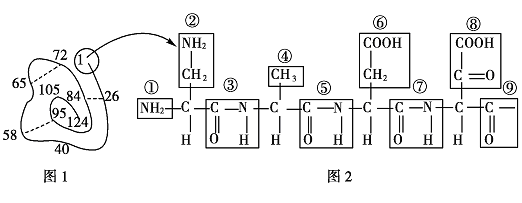 ② ⑥ ⑧
72 1 NH₂ COOH COOH
65 CH₂ ④ CH₂ C=O
105 ① ③ CH₃ ⑤ ⑦ ⑨
84 26 NH₂—C—C—N—C—C—N—C—C—N—C—C
95 124 H O H H O H H O H H O
58 40
图 1 图 2